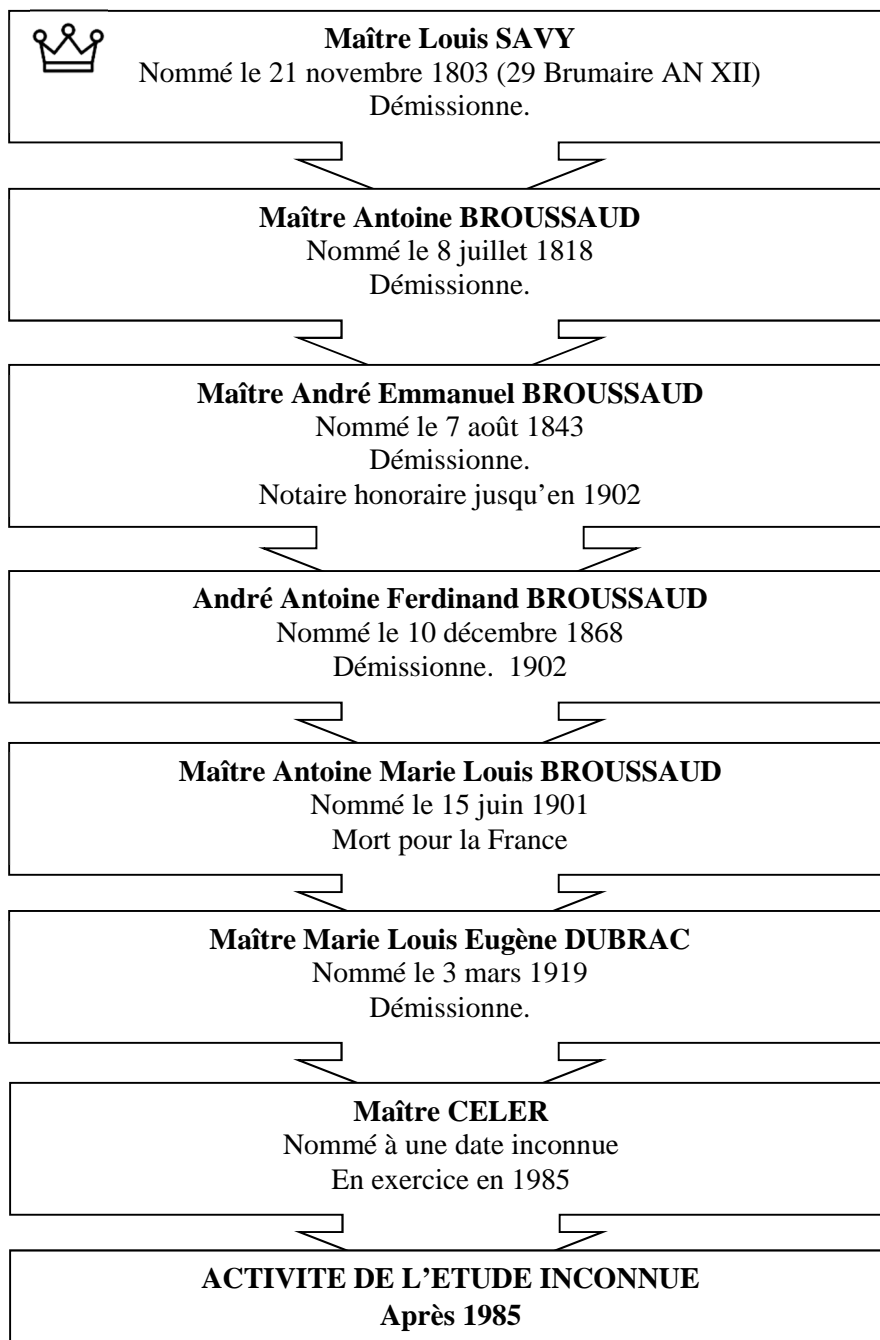 Maître Louis SAVY
Nommé le 21 novembre 1803 (29 Brumaire AN XII)
Démissionne.
Maître Antoine BROUSSAUD
Nommé le 8 juillet 1818
Démissionne.
Maître André Emmanuel BROUSSAUD
Nommé le 7 août 1843
Démissionne.
Notaire honoraire jusqu’en 1902
André Antoine Ferdinand BROUSSAUD
Nommé le 10 décembre 1868
Démissionne.  1902
Maître Antoine Marie Louis BROUSSAUD
Nommé le 15 juin 1901
Mort pour la France
Maître Marie Louis Eugène DUBRAC
Nommé le 3 mars 1919
Démissionne.
Maître CELER
Nommé à une date inconnue
En exercice en 1985
ACTIVITE DE L’ETUDE INCONNUE
Après 1985